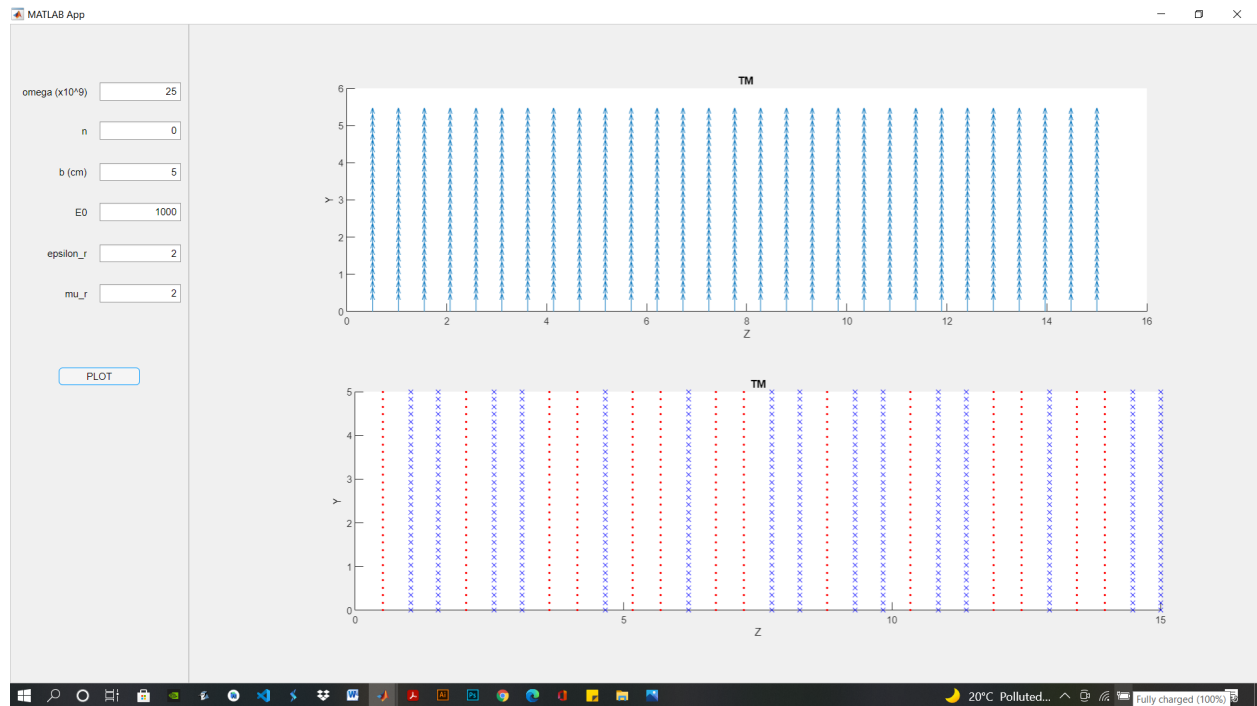 MATLAB App
omega (x10^9) 25
n 0
b (cm) 5
E0 1000
epsilon_r 2
mu_r 2
PLOT
TM
6
5
4
3
2
1
0
Y
0 2 4 6 8 10 12 14 16
Z
TM
5
4
3
2
1
0
Y
0 5 10 15
Z
W Ai Ps
20°C Polluted...
Fully charged (100%)